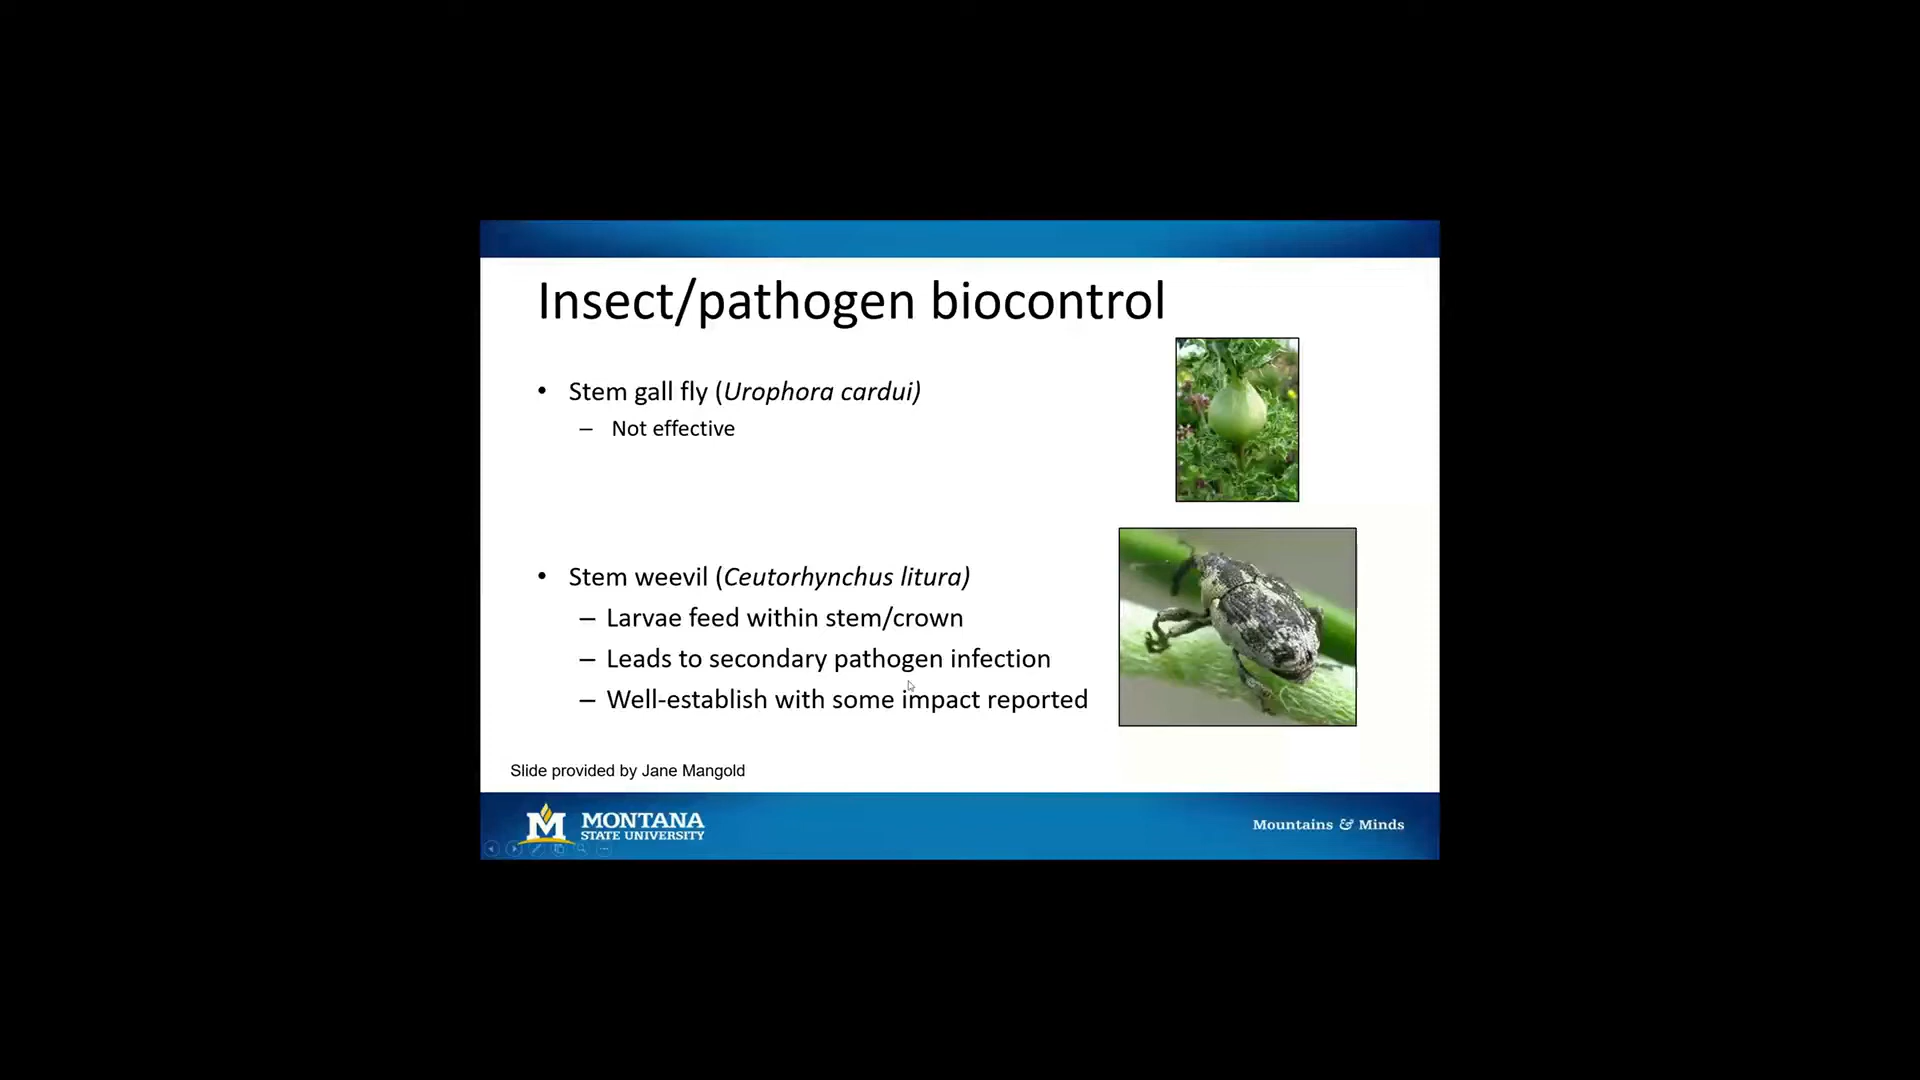 Insect/pathogen biocontrol
• Stem gall fly (Urophora cardui)
– Not effective
• Stem weevil (Ceutorhynchus litura)
– Larvae feed within stem/crown
– Leads to secondary pathogen infection
– Well-establish with some impact reported
Slide provided by Jane Mangold
M MONTANA
STATE UNIVERSITY
Mountains & Minds